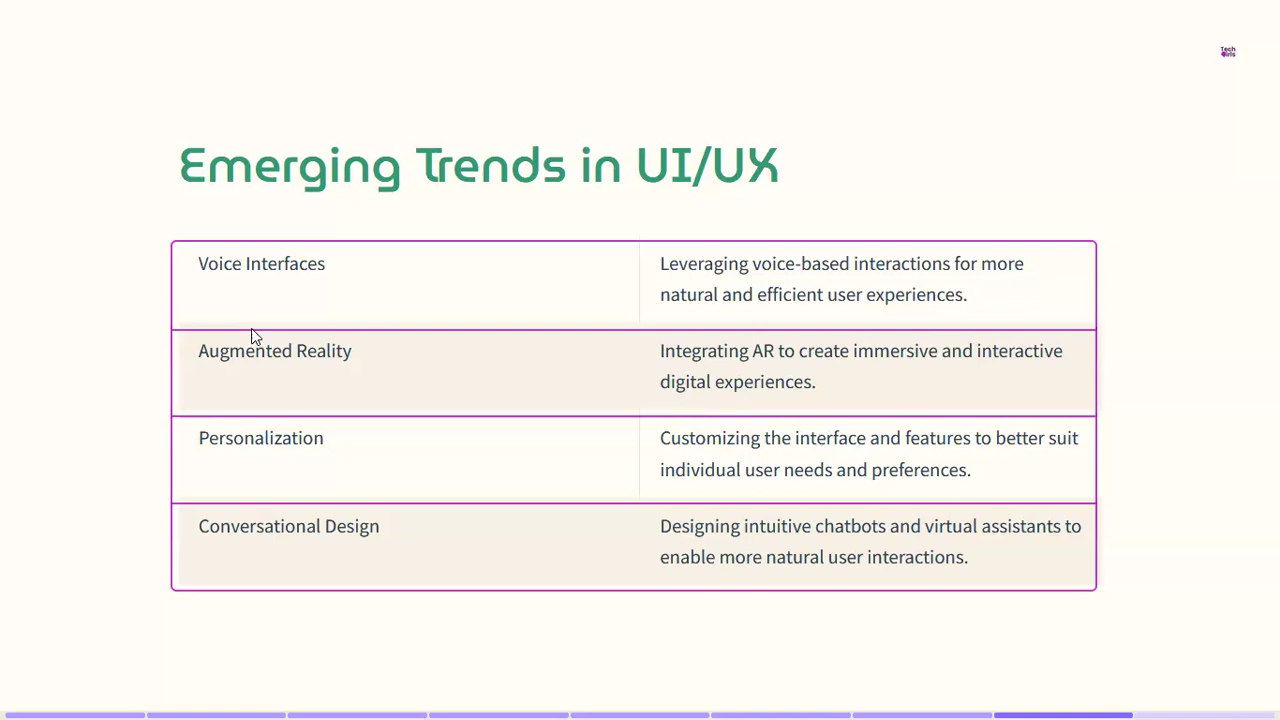 Tech
Girls
Emerging Trends in UI/UX
Voice Interfaces
Leveraging voice-based interactions for more
natural and efficient user experiences.
Augmented Reality
Integrating AR to create immersive and interactive
digital experiences.
Personalization
Customizing the interface and features to better suit
individual user needs and preferences.
Conversational Design
Designing intuitive chatbots and virtual assistants to
enable more natural user interactions.